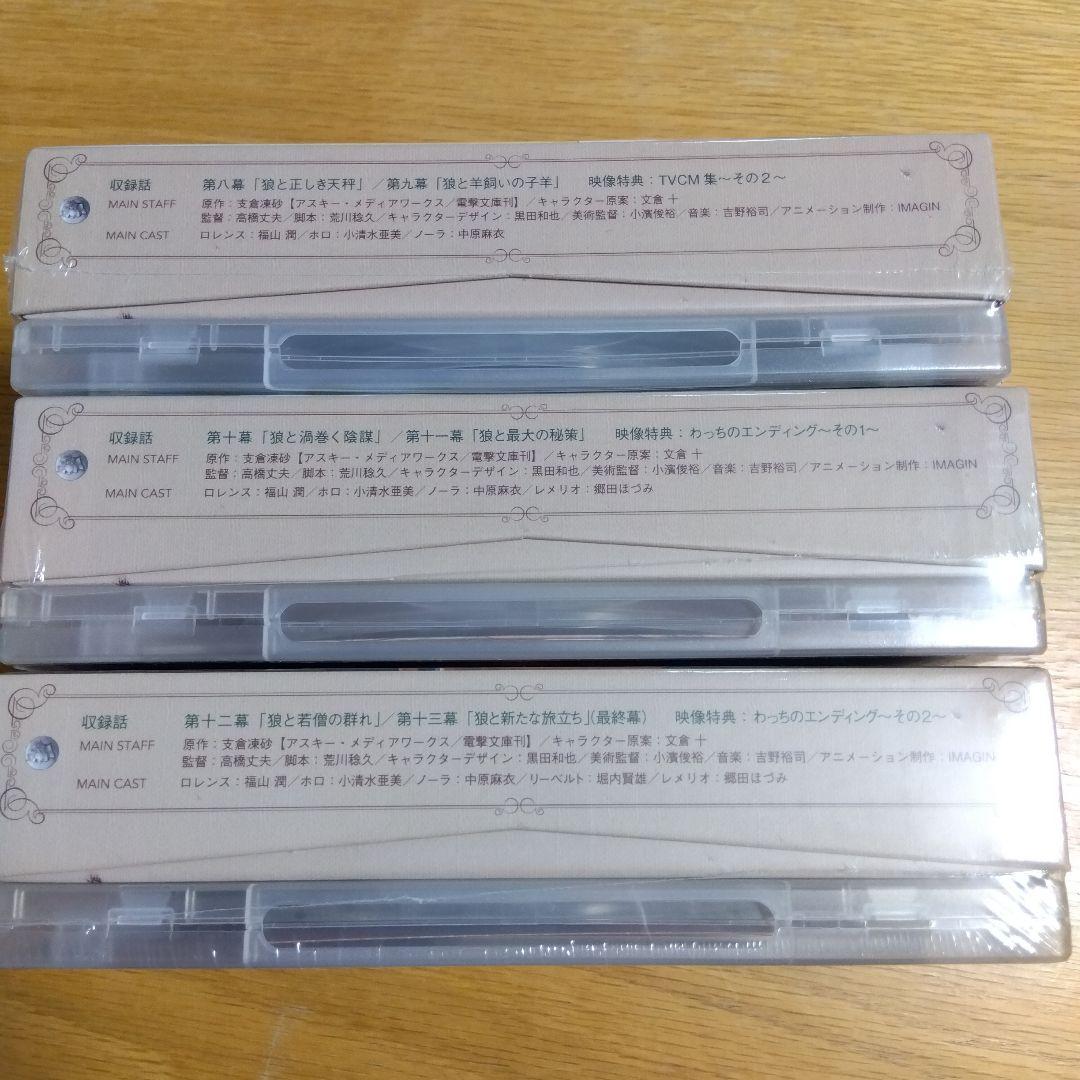 収録話 第八幕「狼と正しき天秤」／第九幕「狼と羊飼いの子羊」 映像特典：TVCM 集～その２～
MAIN STAFF 原作：支倉凍砂【アスキー・メディアワークス／電撃文庫刊】／キャラクター原案：文倉 十
監督：高橋丈夫／脚本：荒川稔久／キャラクターデザイン：黒田和也／美術監督：小濱俊裕／音楽：吉野裕司／アニメーション制作：IMAGIN
MAIN CAST ロレンス：福山 潤／ホロ：小清水亜美／ノーラ：中原麻衣
収録話 第十幕「狼と渦巻く陰謀」／第十一幕「狼と最大の秘策」 映像特典：わっちのエンディング～その1～
MAIN STAFF 原作：支倉凍砂【アスキー・メディアワークス／電撃文庫刊】／キャラクター原案：文倉 十
監督：高橋丈夫／脚本：荒川稔久／キャラクターデザイン：黒田和也／美術監督：小濱俊裕／音楽：吉野裕司／アニメーション制作：IMAGIN
MAIN CAST ロレンス：福山 潤／ホロ：小清水亜美／ノーラ：中原麻衣／レメリオ：郷田ほづみ
収録話 第十二幕「狼と若僧の群れ」／第十三幕「狼と新たな旅立ち」(最終幕) 映像特典：わっちのエンディング～その2～
MAIN STAFF 原作：支倉凍砂【アスキー・メディアワークス／電撃文庫刊】／キャラクター原案：文倉 十
監督：高橋丈夫／脚本：荒川稔久／キャラクターデザイン：黒田和也／美術監督：小濱俊裕／音楽：吉野裕司／アニメーション制作：IMAGIN
MAIN CAST ロレンス：福山 潤／ホロ：小清水亜美／ノーラ：中原麻衣／リーベルト：堀内賢雄／レメリオ：郷田ほづみ